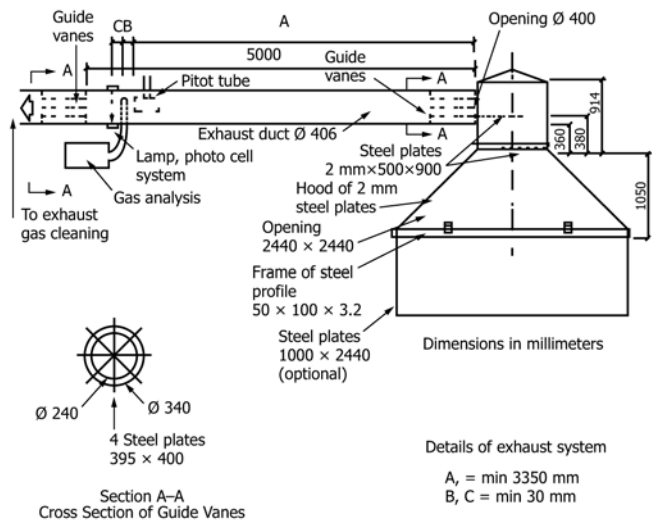 Guide
vanes
CB
A
Opening Ø 400
5000
A
Guide
vanes
A
Pitot tube
914
Exhaust duct Ø 406
A
360
380
Lamp, photo cell
system
Steel plates
2 mm×500×900
Gas analysis
A
Hood of 2 mm
steel plates
1050
To exhaust
gas cleaning
Opening
2440 × 2440
Frame of steel
profile
50 × 100 × 3.2
Steel plates
1000 × 2440
(optional)
Dimensions in millimeters
Ø 240
Ø 340
4 Steel plates
395 × 400
Section A–A
Cross Section of Guide Vanes
Details of exhaust system
A, = min 3350 mm
B, C = min 30 mm